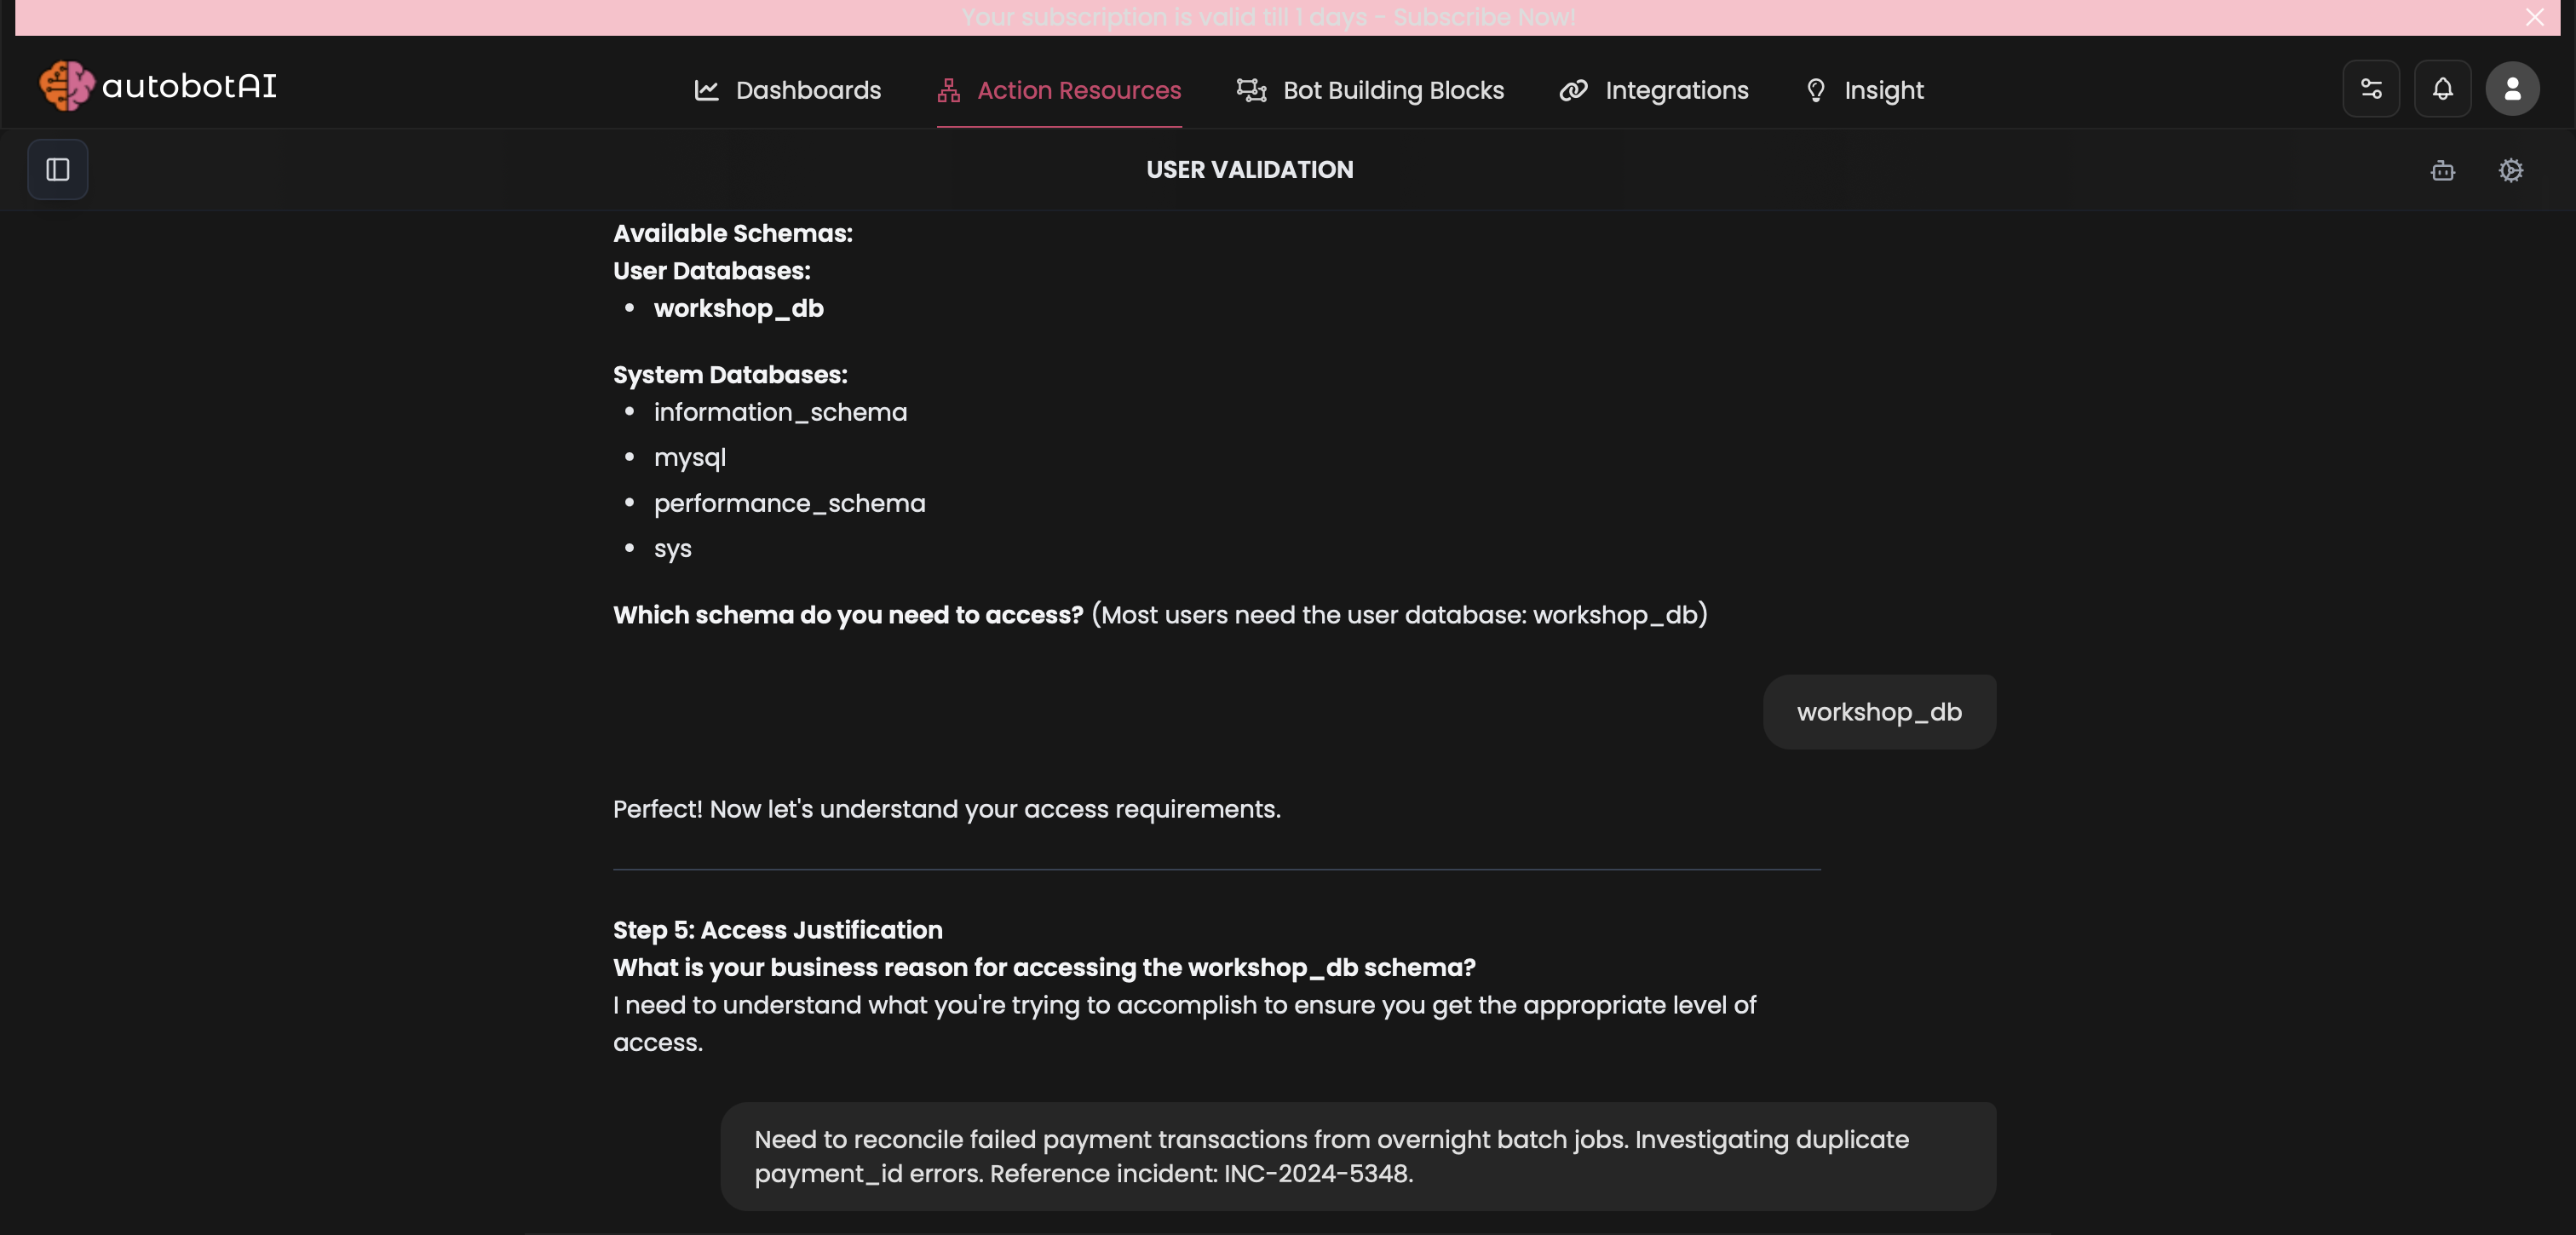 Your subscription is valid till 1 days - Subscribe Now!
autobotAI
Dashboards
Action Resources
Bot Building Blocks
Integrations
Insight
USER VALIDATION
Available Schemas:
User Databases:
• workshop_db
System Databases:
• information_schema
• mysql
• performance_schema
• sys
Which schema do you need to access? (Most users need the user database: workshop_db)
workshop_db
Perfect! Now let's understand your access requirements.
Step 5: Access Justification
What is your business reason for accessing the workshop_db schema?
I need to understand what you're trying to accomplish to ensure you get the appropriate level of
access.
Need to reconcile failed payment transactions from overnight batch jobs. Investigating duplicate
payment_id errors. Reference incident: INC-2024-5348.